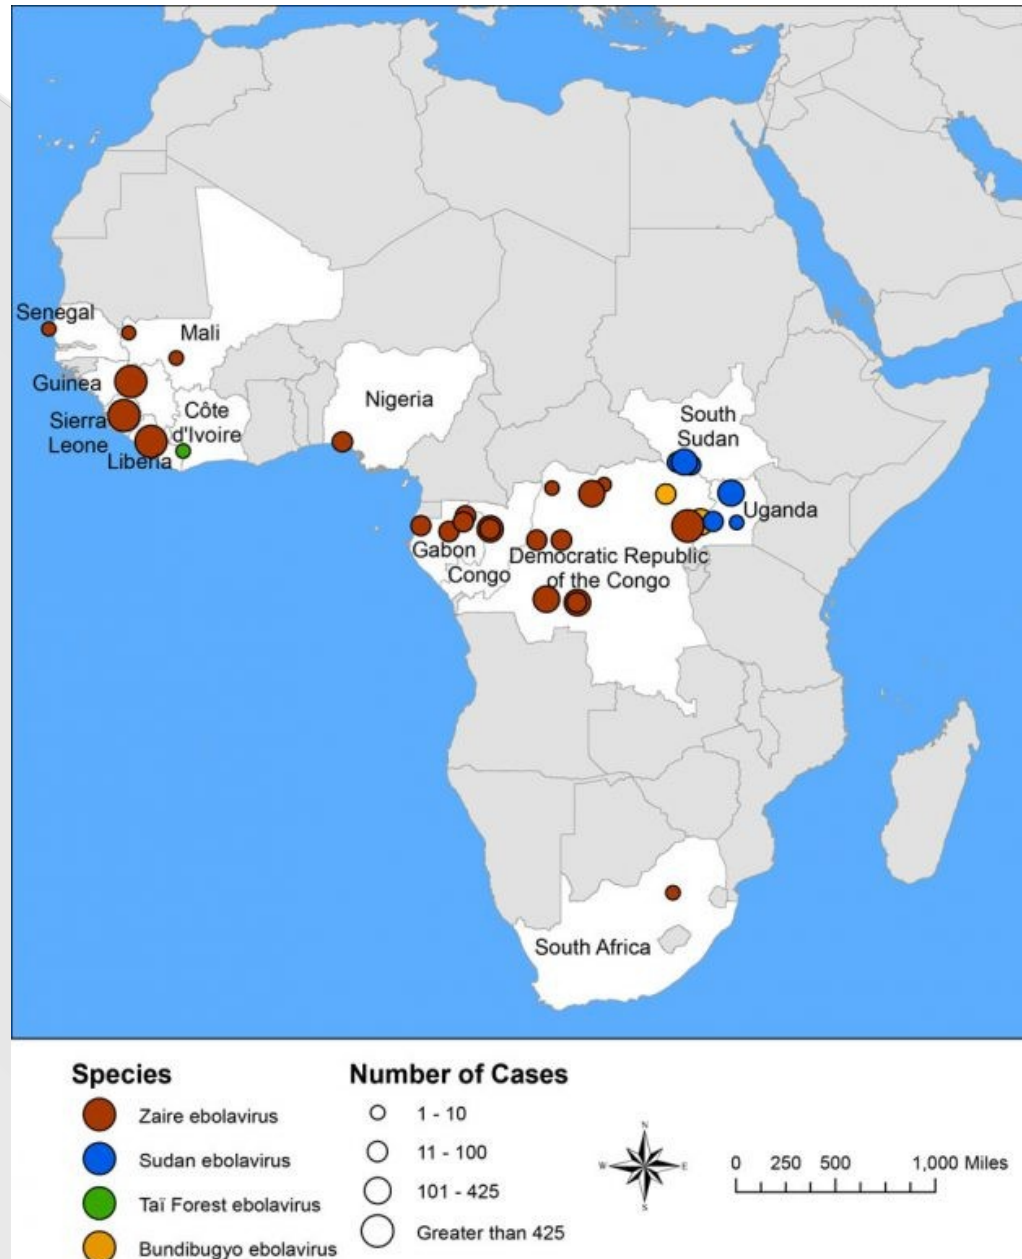 Senegal
Mali
Guinea
Sierra
Leone
Côte
d'Ivoire
Liberia
Nigeria
South
Sudan
Uganda
Gabon
Congo
Democratic Republic
of the Congo
South Africa
Species
Zaire ebolavirus
Sudan ebolavirus
Taï Forest ebolavirus
Bundibugyo ebolavirus
Number of Cases
1 - 10
11 - 100
101 - 425
Greater than 425
N
W
E
S
0 250 500 1,000 Miles